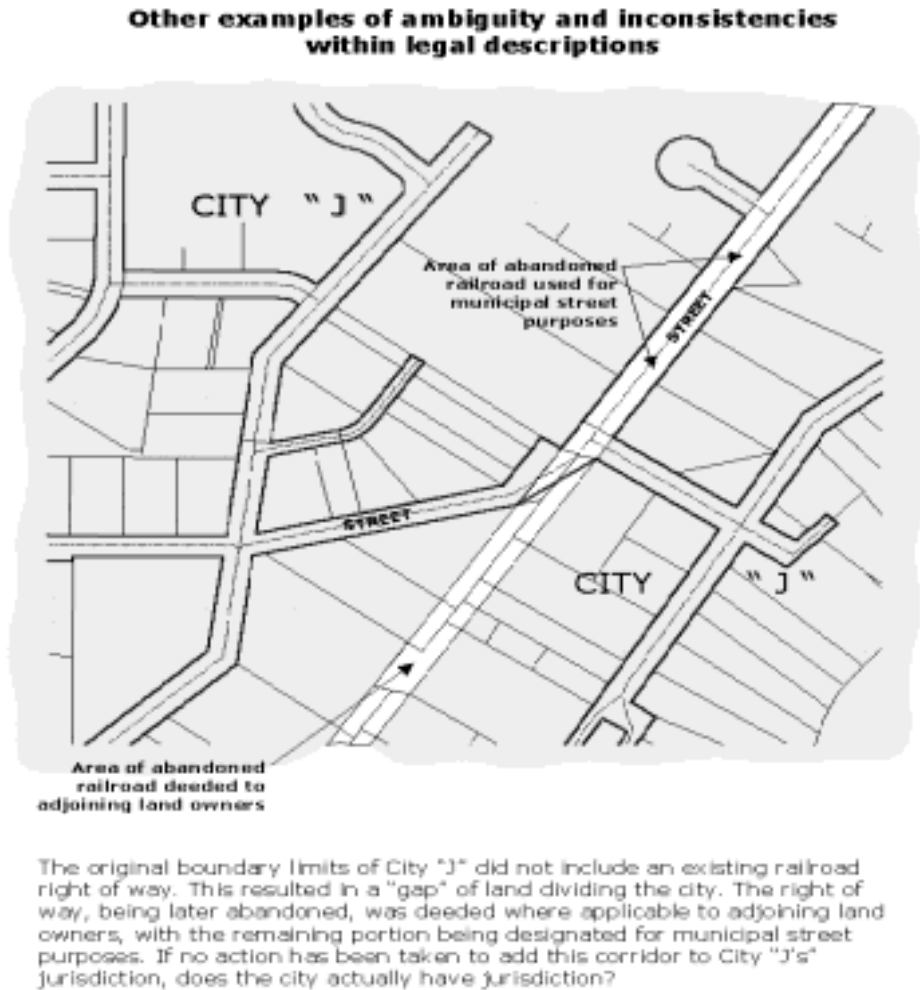 Other examples of ambiguity and inconsistencies
within legal descriptions
CITY "J"
Area of abandoned
railroad used for
municipal street
purposes
STREET
STREET
CITY "J"
Area of abandoned
railroad deeded to
adjoining land owners
The original boundary limits of City "J" did not include an existing railroad
right of way. This resulted in a "gap" of land dividing the city. The right of
way, being later abandoned, was deeded where applicable to adjoining land
owners, with the remaining portion being designated for municipal street
purposes. If no action has been taken to add this corridor to City "J's"
jurisdiction, does the city actually have jurisdiction?